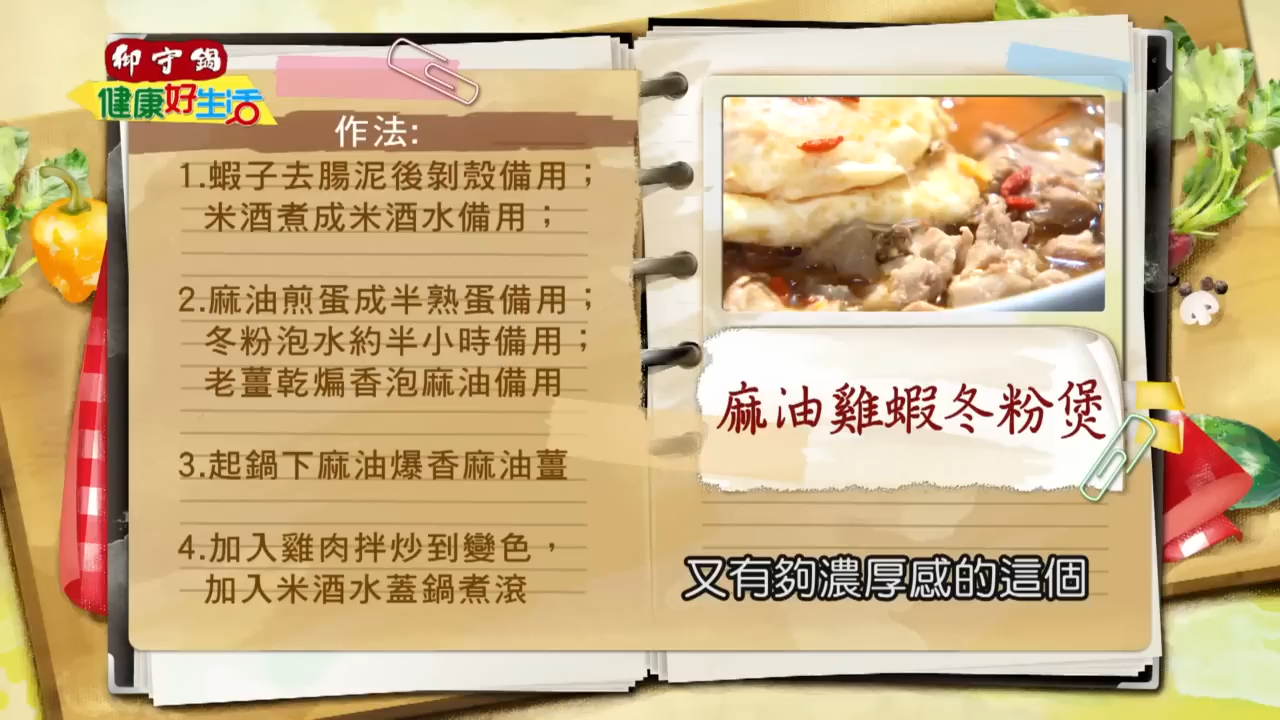 御守鍋
健康好生活
作法:
1.蝦子去腸泥後剝殼備用；
米酒煮成米酒水備用；
2.麻油煎蛋成半熟蛋備用；
冬粉泡水約半小時備用；
老薑乾煸香泡麻油備用
3.起鍋下麻油爆香麻油薑
4.加入雞肉拌炒到變色，
加入米酒水蓋鍋煮滾
麻油雞蝦冬粉煲
又有夠濃厚感的這個